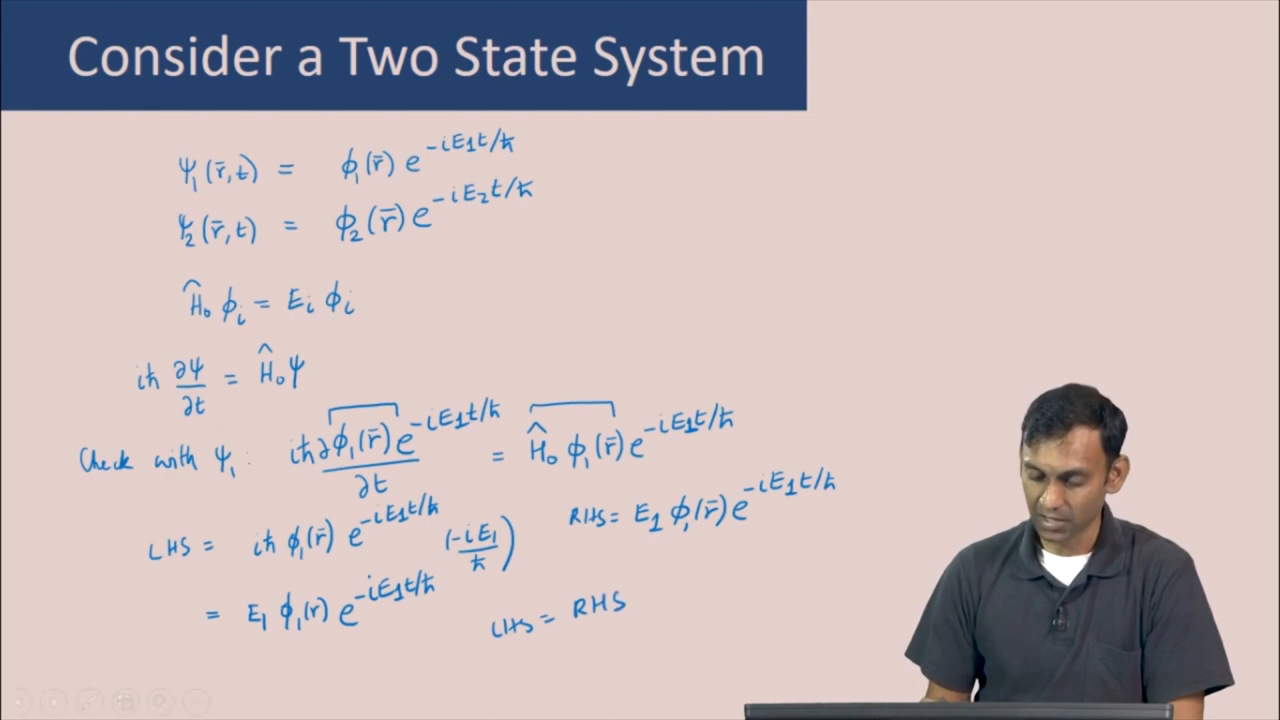 Consider a Two State System
Ψ₁(r̄,t) = ϕ₁(r̄) e^{-iE₁t/ħ}
Ψ₂(r̄,t) = ϕ₂(r̄) e^{-iE₂t/ħ}
Ĥ₀ ϕᵢ = Eᵢ ϕᵢ
iħ ∂Ψ/∂t = Ĥ₀Ψ
Check with Ψ₁: iħ ∂ϕ₁(r̄) e^{-iE₁t/ħ}/∂t = Ĥ₀ ϕ₁(r̄) e^{-iE₁t/ħ}
LHS = iħ ϕ₁(r̄) e^{-iE₁t/ħ} (-iE₁/ħ)
RHS = E₁ ϕ₁(r̄) e^{-iE₁t/ħ}
= E₁ ϕ₁(r) e^{-iE₁t/ħ}
LHS = RHS